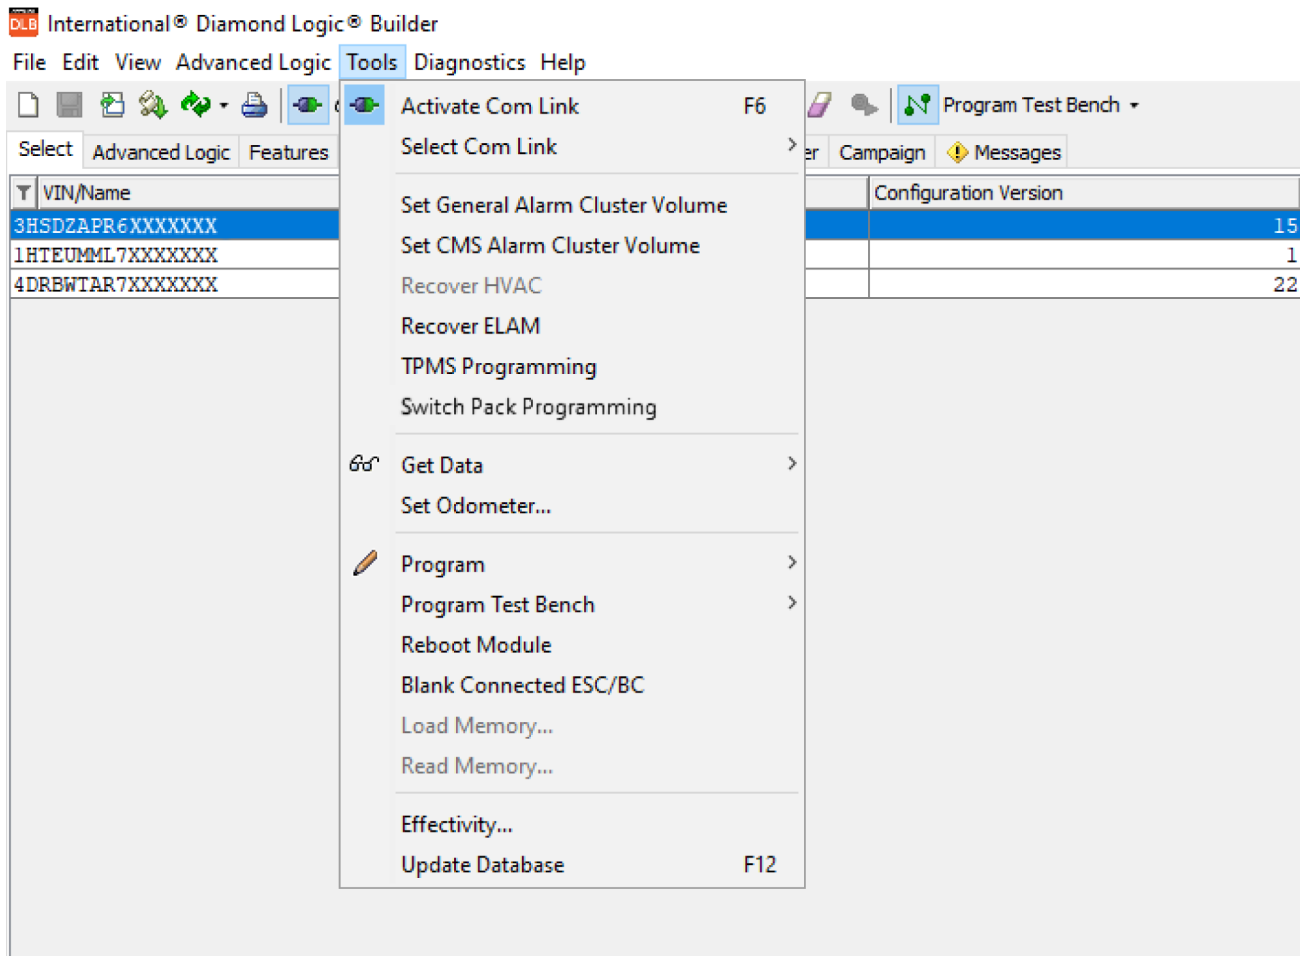 DLB International® Diamond Logic® Builder
File Edit View Advanced Logic Tools Diagnostics Help
Program Test Bench
Select Advanced Logic Features er Campaign Messages
VIN/Name Configuration Version
3HSDZAPR6XXXXXXX 15
1HTEUMML7XXXXXXX 1
4DRBWTAR7XXXXXXX 22
Activate Com Link F6
Select Com Link
Set General Alarm Cluster Volume
Set CMS Alarm Cluster Volume
Recover HVAC
Recover ELAM
TPMS Programming
Switch Pack Programming
Get Data
Set Odometer...
Program
Program Test Bench
Reboot Module
Blank Connected ESC/BC
Load Memory...
Read Memory...
Effectivity...
Update Database F12